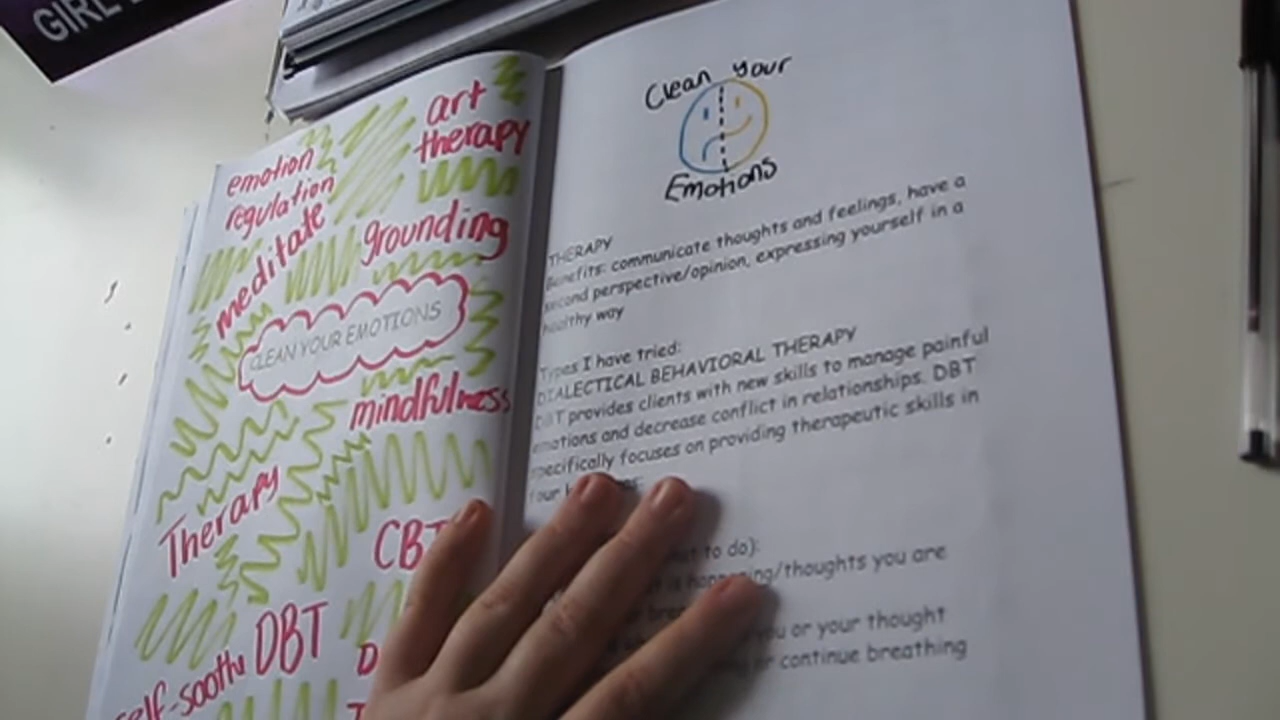 GIRL
art
therapy
emotion
regulation
meditate
grounding
CLEAN YOUR EMOTIONS
mindfulness
Therapy
CBT
DBT
self-soothe
D
Clean your
Emotions
THERAPY
Benefits: communicate thoughts and feelings, have a
second perspective/opinion, expressing yourself in a
healthy way
Types I have tried:
DIALECTICAL BEHAVIORAL THERAPY
DBT provides clients with new skills to manage painful
emotions and decrease conflict in relationships. DBT
specifically focuses on providing therapeutic skills in
four
to do):
is happening/thoughts you are
you or your thought
or continue breathing